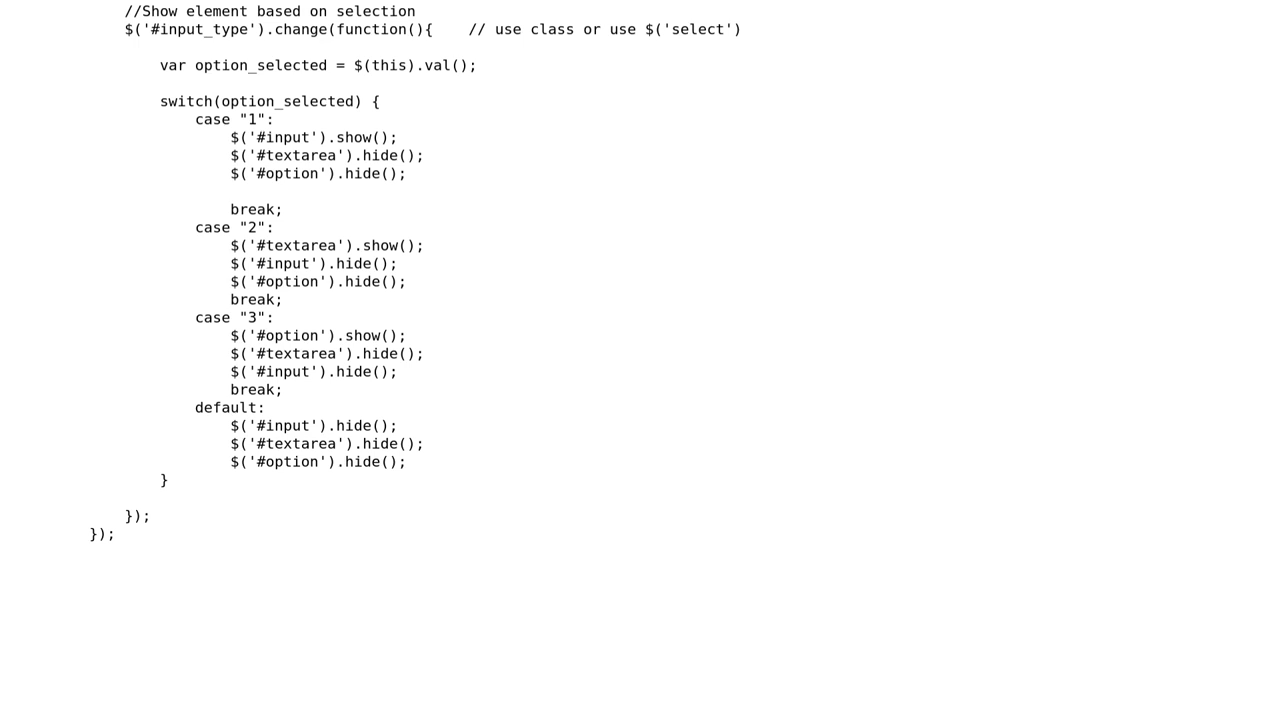 //Show element based on selection
$('#input_type').change(function(){    // use class or use $('select')
var option_selected = $(this).val();
switch(option_selected) {
case "1":
$('#input').show();
$('#textarea').hide();
$('#option').hide();
break;
case "2":
$('#textarea').show();
$('#input').hide();
$('#option').hide();
break;
case "3":
$('#option').show();
$('#textarea').hide();
$('#input').hide();
break;
default:
$('#input').hide();
$('#textarea').hide();
$('#option').hide();
}
});
});